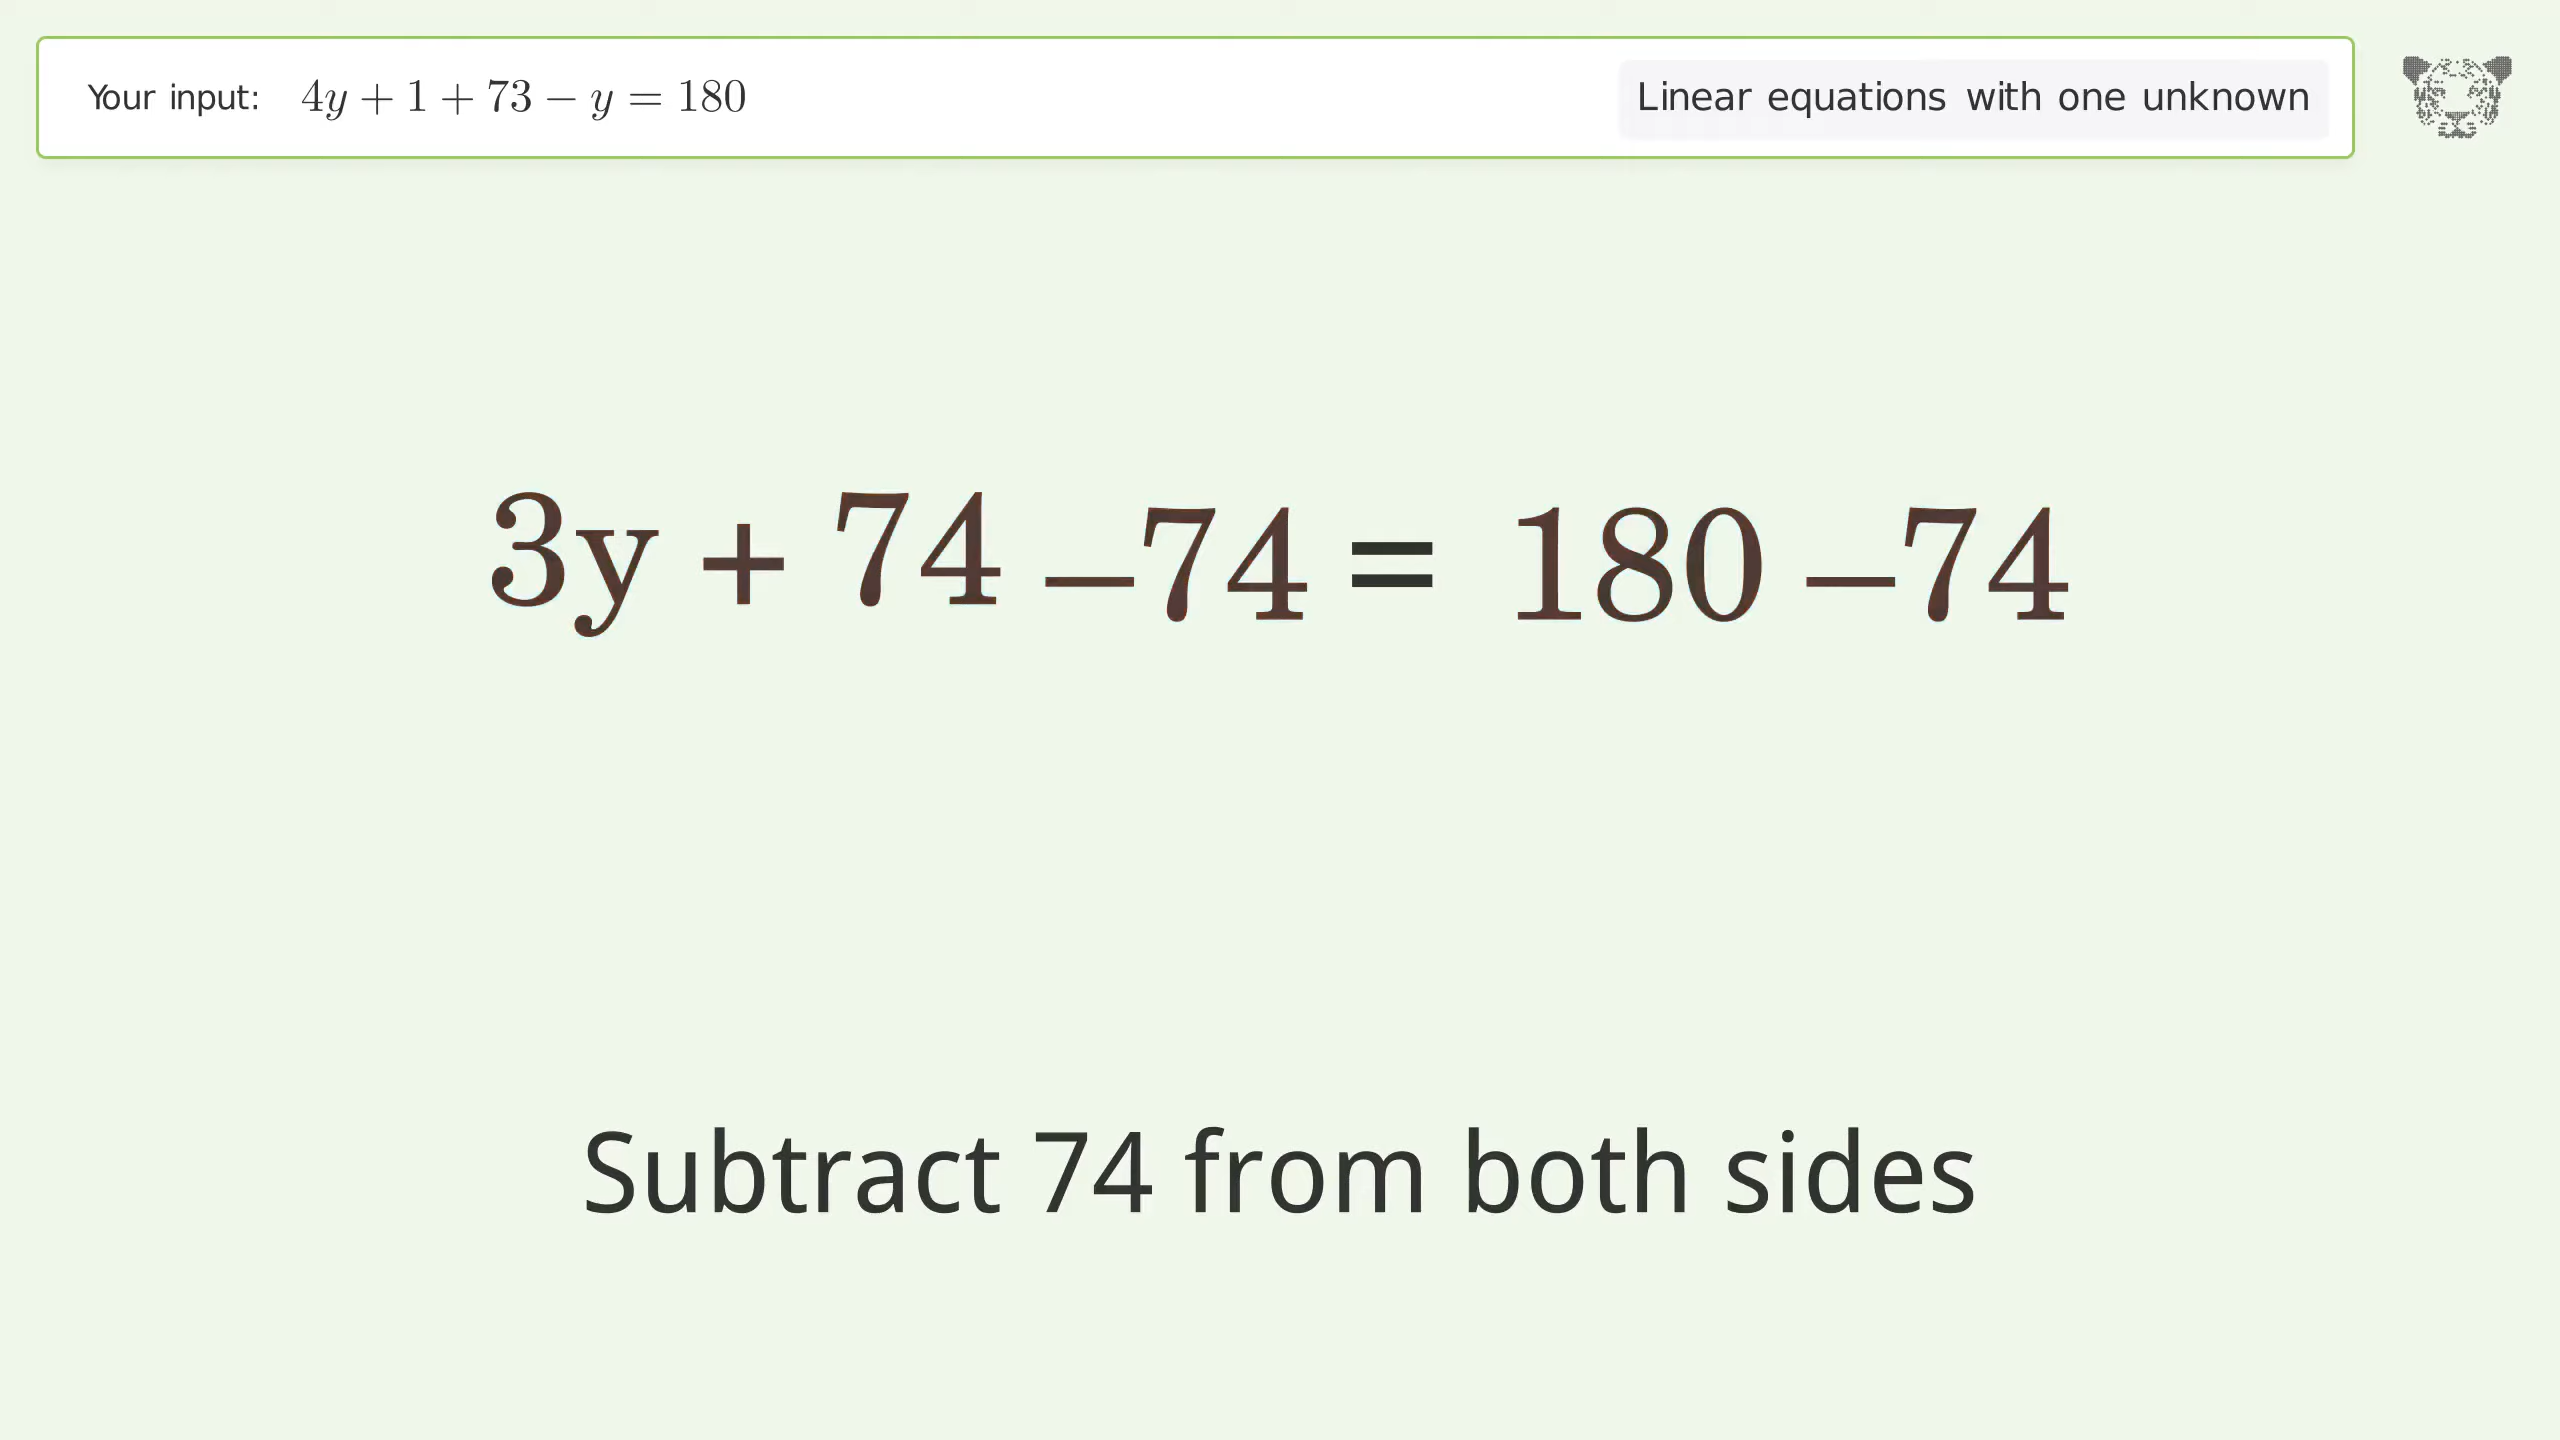 Your input: 4y + 1 + 73 − y = 180 Linear equations with one unknown
3y + 74 −74 = 180 −74
Subtract 74 from both sides